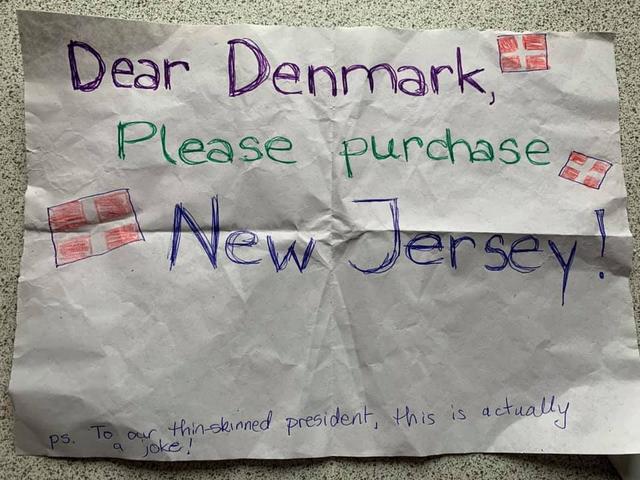 Dear Denmark,
Please purchase
New Jersey!
ps. To our thin-skinned president, this is actually
a joke!